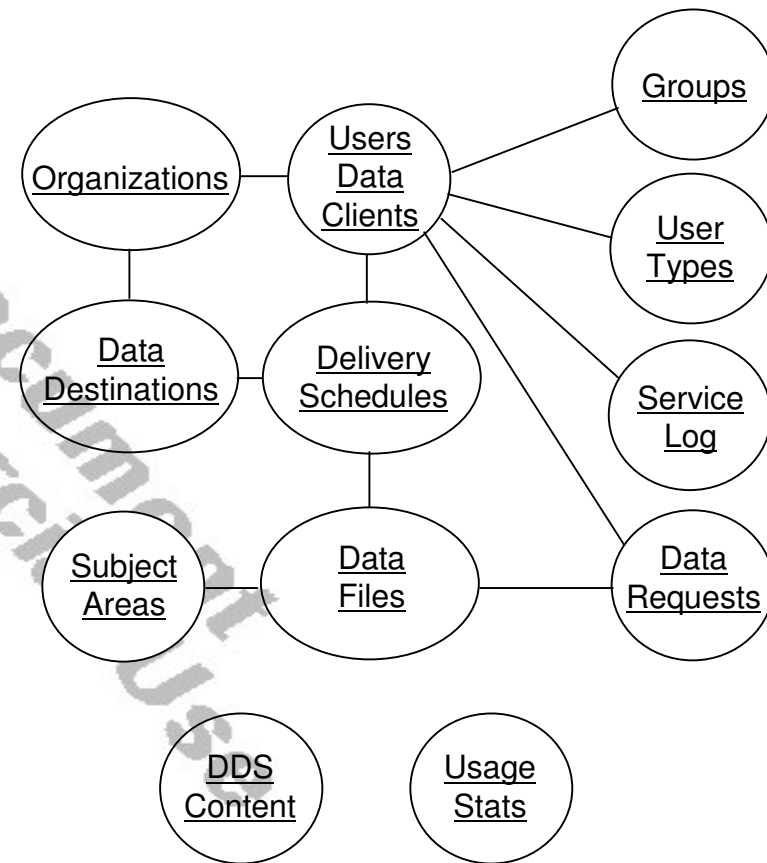 Groups
Users
Data
Clients
Organizations
User
Types
Data
Destinations
Delivery
Schedules
Service
Log
Subject
Areas
Data
Files
Data
Requests
DDS
Content
Usage
Stats